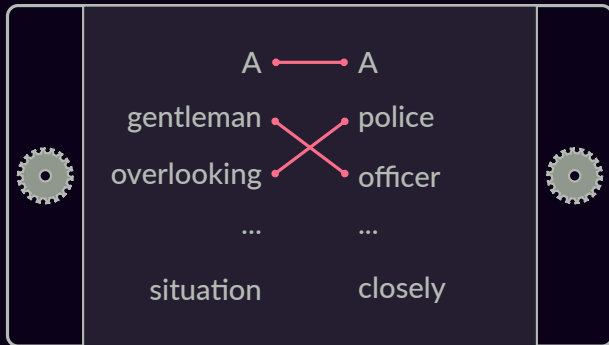 A A
gentleman police
overlooking officer
... ...
situation closely